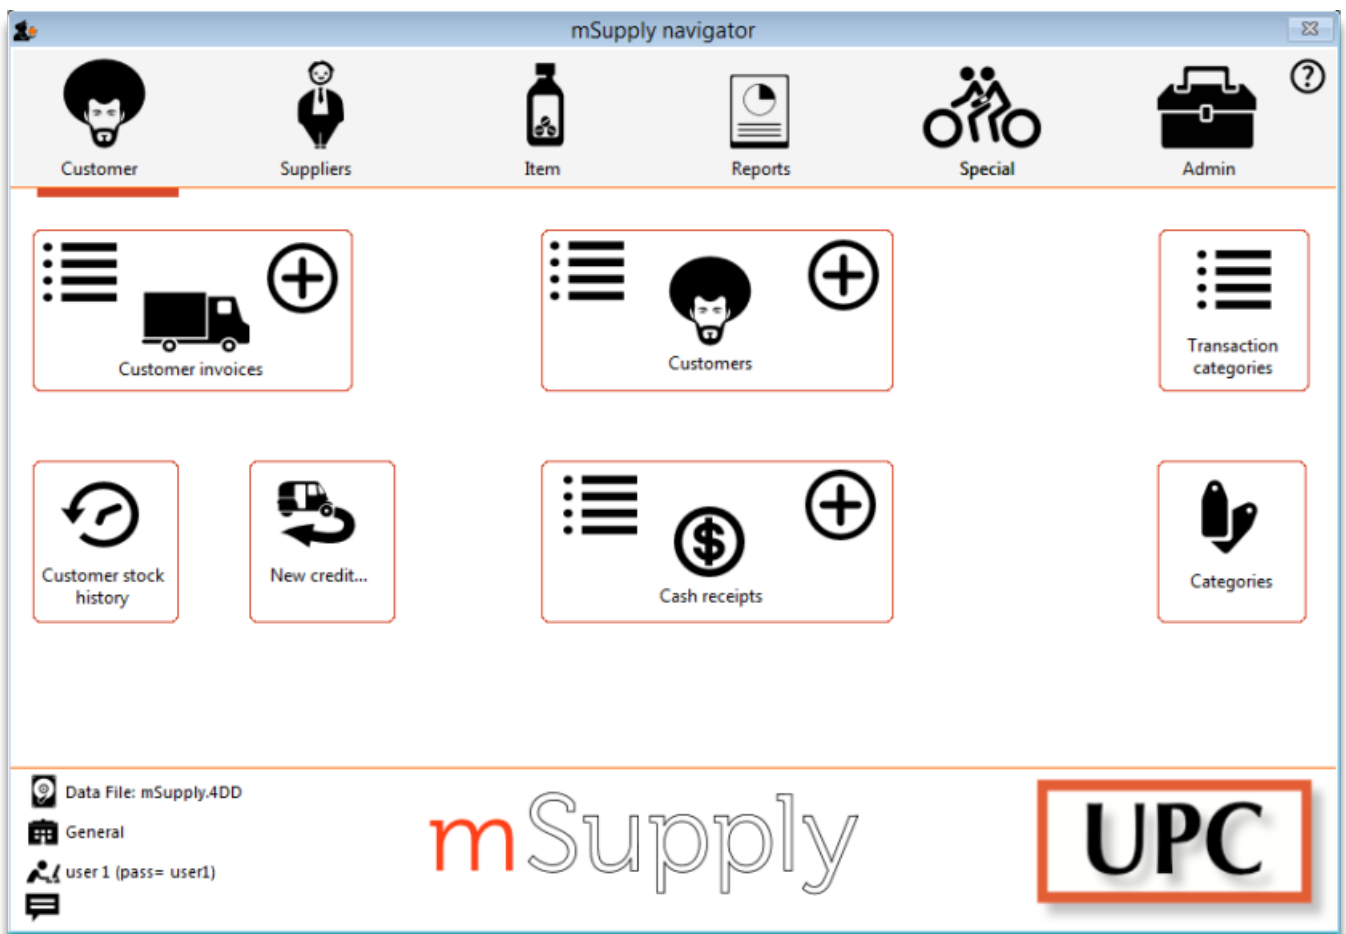 mSupply navigator
?
Customer
Suppliers
Item
Reports
Special
Admin
Customer invoices
Customers
Transaction
categories
Customer stock
history
New credit...
$
Cash receipts
Categories
Data File: mSupply.4DD
General
user 1 (pass= user1)
mSupply
UPC